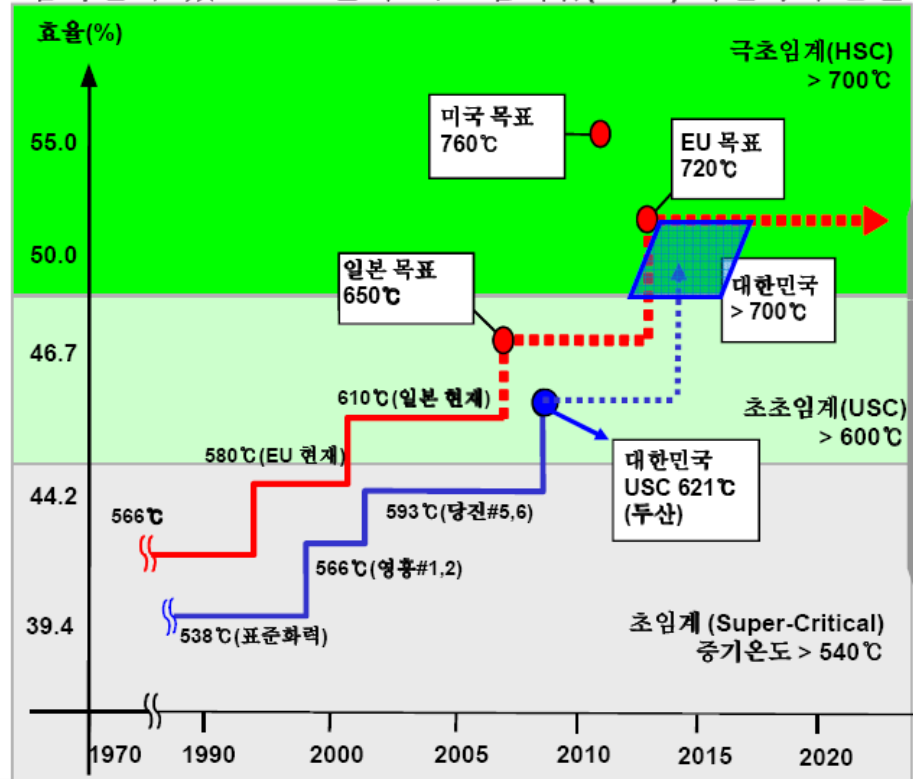 효율(%)
극초임계(HSC)
> 700℃
미국 목표
760℃
EU 목표
720℃
55.0
50.0
일본 목표
650℃
대한민국
> 700℃
46.7
610℃(일본 현재)
초초임계(USC)
> 600℃
580℃(EU 현재)
대한민국
USC 621℃
(두산)
44.2
593℃(당진#5,6)
566℃
566℃(영흥#1,2)
39.4
538℃(표준화력)
초임계 (Super-Critical)
증기온도 > 540℃
1970 1990 2000 2005 2010 2015 2020